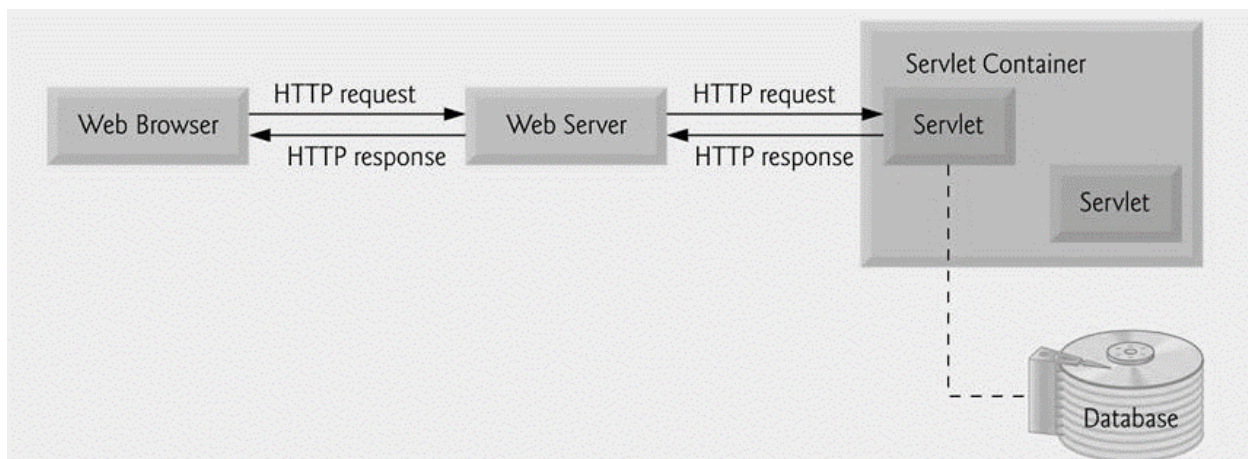 Servlet Container
HTTP request
HTTP request
Web Browser
Web Server
Servlet
HTTP response
HTTP response
Servlet
Database